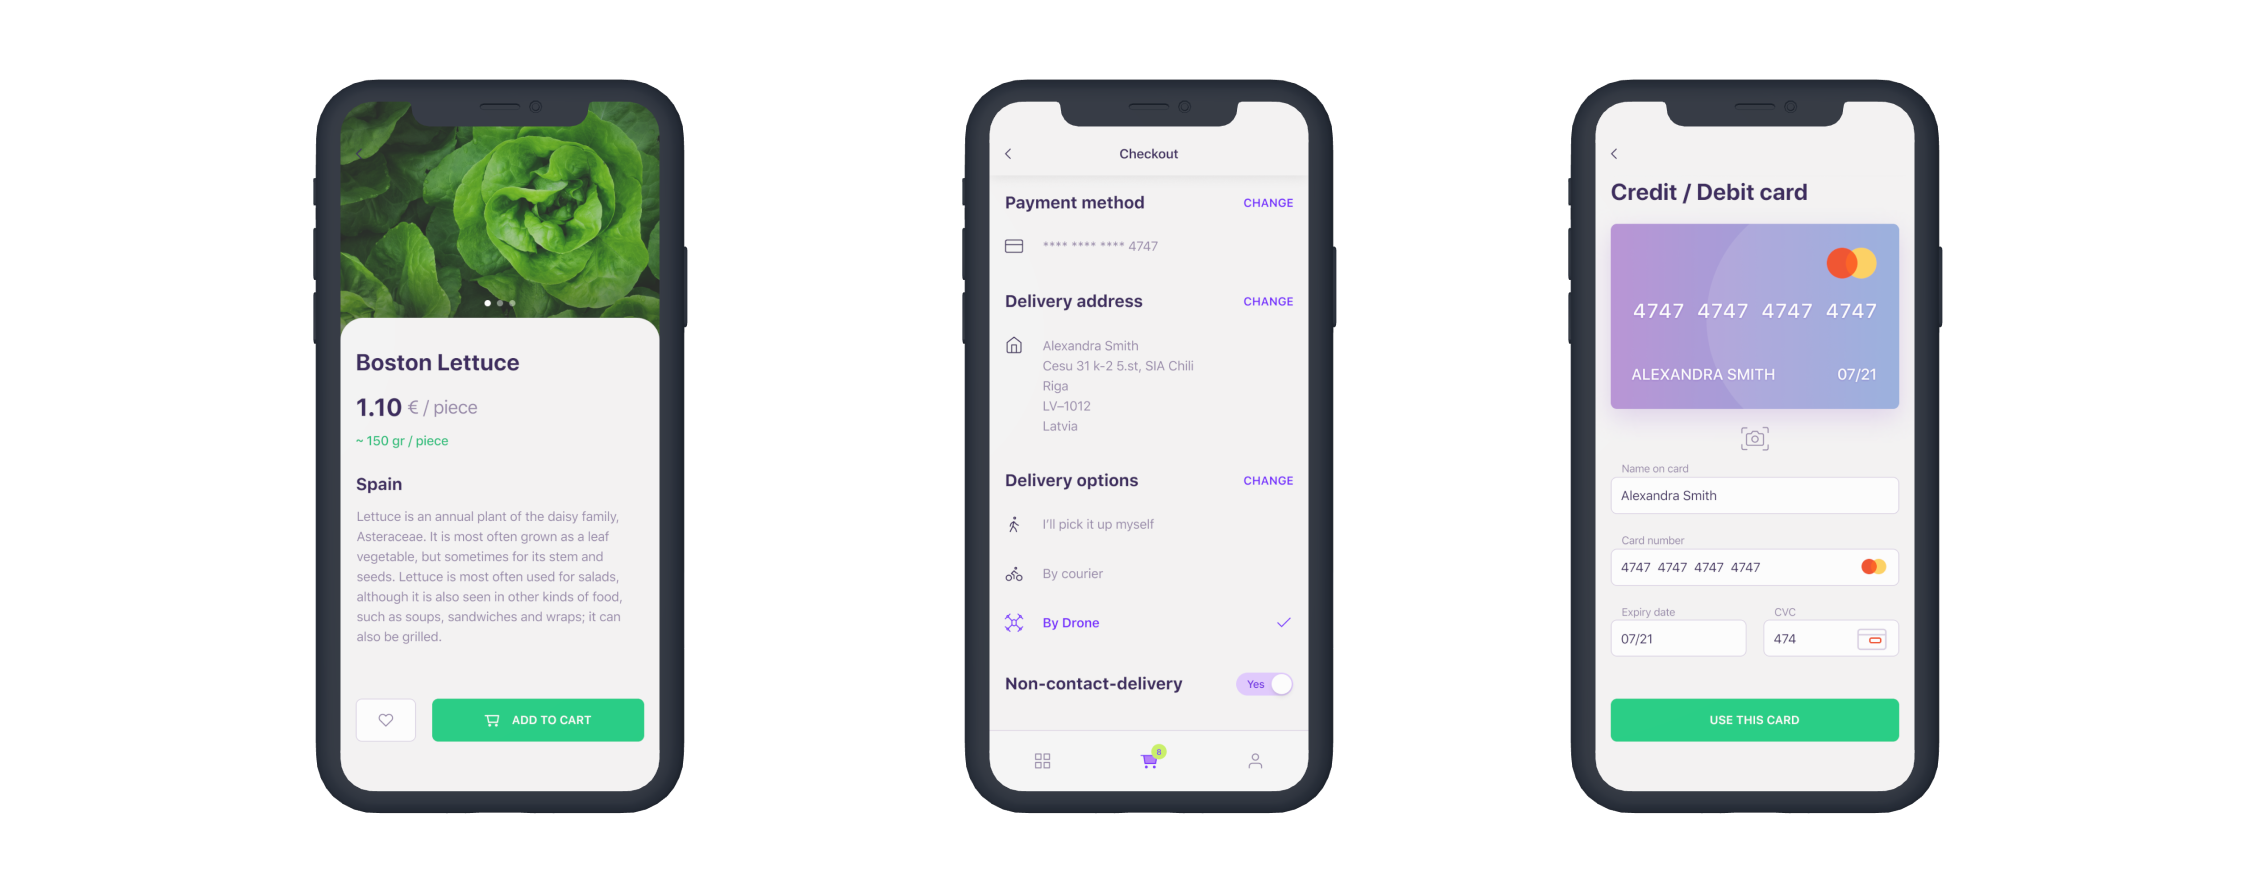 Boston Lettuce
1.10 € / piece
~ 150 gr / piece
Spain
Lettuce is an annual plant of the daisy family,
Asteraceae. It is most often grown as a leaf
vegetable, but sometimes for its stem and
seeds. Lettuce is most often used for salads,
although it is also seen in other kinds of food,
such as soups, sandwiches and wraps; it can
also be grilled.
ADD TO CART
Checkout
Payment method CHANGE
**** **** **** 4747
Delivery address CHANGE
Alexandra Smith
Cesu 31 k-2 5.st, SIA Chili
Riga
LV–1012
Latvia
Delivery options CHANGE
I'll pick it up myself
By courier
By Drone
Non-contact-delivery Yes
8
Credit / Debit card
4747 4747 4747 4747
ALEXANDRA SMITH 07/21
Name on card
Alexandra Smith
Card number
4747 4747 4747 4747
Expiry date CVC
07/21 474
USE THIS CARD